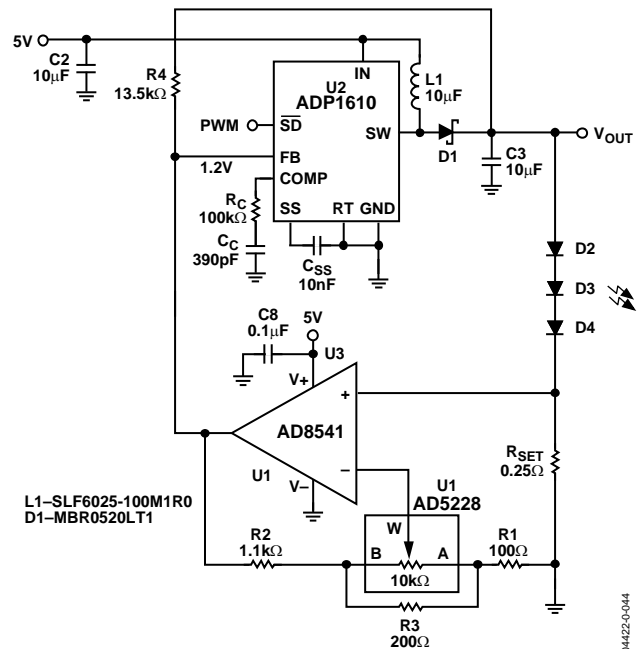 5V
C2
10µF
R4
13.5kΩ
IN
U2
ADP1610
L1
10µF
PWM
SD
SW
D1
VOUT
1.2V
FB
COMP
C3
10µF
RC
100kΩ
SS
RT
GND
CC
390pF
CSS
10nF
D2
D3
D4
C8
0.1µF
5V
U3
V+
+
AD8541
U1
V–
–
RSET
0.25Ω
L1–SLF6025-100M1R0
D1–MBR0520LT1
U1
AD5228
W
R2
1.1kΩ
B
A
10kΩ
R1
100Ω
R3
200Ω
04422-0-044